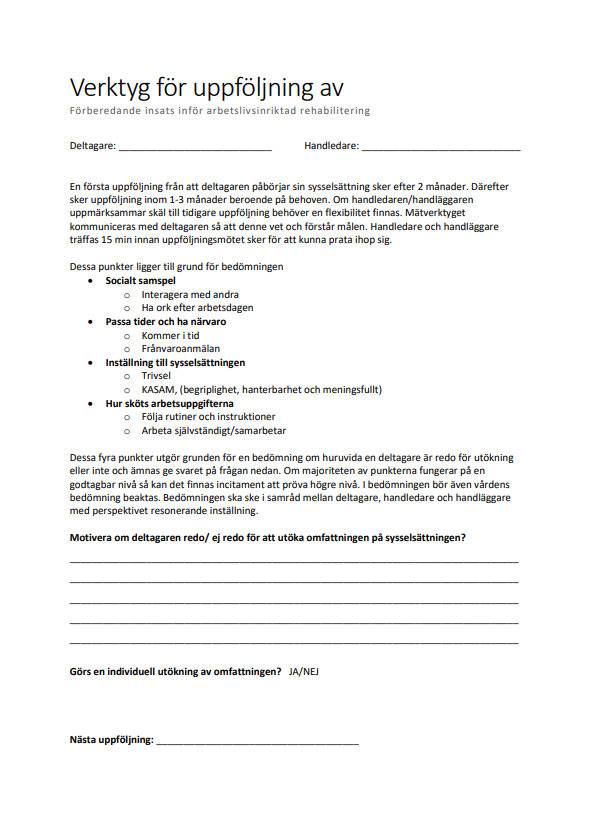 Verktyg för uppföljning av
Förberedande insats inför arbetslivsinriktad rehabilitering
Deltagare: ____________________________ Handledare: _____________________________
En första uppföljning från att deltagaren påbörjar sin sysselsättning sker efter 2 månader. Därefter
sker uppföljning inom 1-3 månader beroende på behoven. Om handledaren/handläggaren
uppmärksammar skäl till tidigare uppföljning behöver en flexibilitet finnas. Mätverktyget
kommuniceras med deltagaren så att denne vet och förstår målen. Handledare och handläggare
träffas 15 min innan uppföljningsmötet sker för att kunna prata ihop sig.
Dessa punkter ligger till grund för bedömningen
• Socialt samspel
o Interagera med andra
o Ha ork efter arbetsdagen
• Passa tider och ha närvaro
o Kommer i tid
o Frånvaroanmälan
• Inställning till sysselsättningen
o Trivsel
o KASAM, (begriplighet, hanterbarhet och meningsfullt)
• Hur sköts arbetsuppgifterna
o Följa rutiner och instruktioner
o Arbeta självständigt/samarbetar
Dessa fyra punkter utgör grunden för en bedömning om huruvida en deltagare är redo för utökning
eller inte och ämnas ge svaret på frågan nedan. Om majoriteten av punkterna fungerar på en
godtagbar nivå så kan det finnas incitament att pröva högre nivå. I bedömningen bör även vårdens
bedömning beaktas. Bedömningen ska ske i samråd mellan deltagare, handledare och handläggare
med perspektivet resonerande inställning.
Motivera om deltagaren redo/ ej redo för att utöka omfattningen på sysselsättningen?
__________________________________________________________________________________
__________________________________________________________________________________
__________________________________________________________________________________
__________________________________________________________________________________
__________________________________________________________________________________
Görs en individuell utökning av omfattningen? JA/NEJ
Nästa uppföljning: _____________________________________